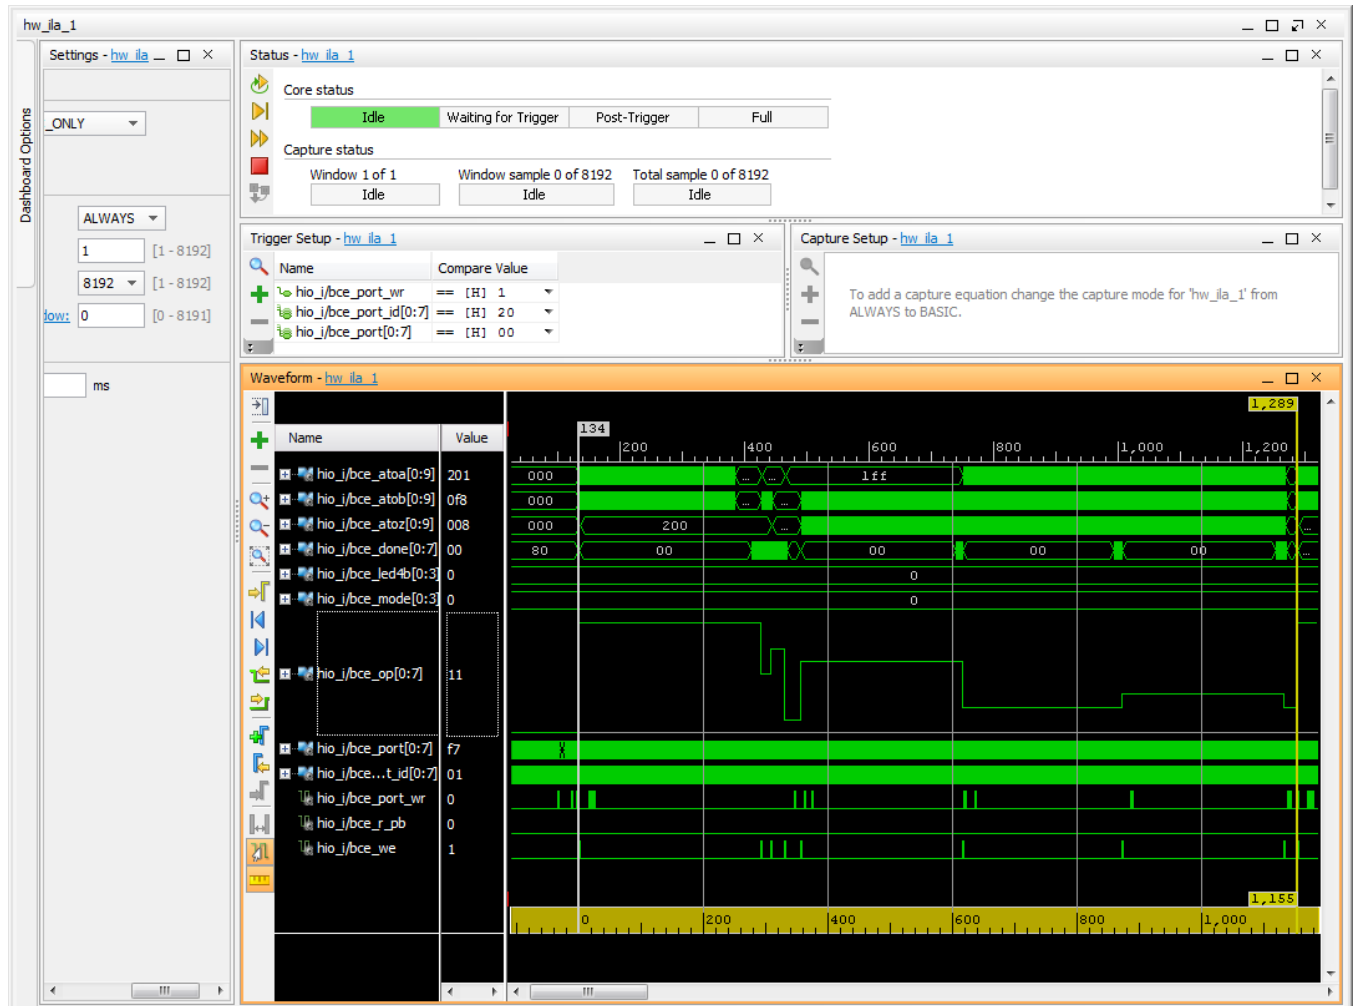 hw_ila_1
Dashboard Options
Settings - hw_ila
_ONLY
ALWAYS
1 [1 - 8192]
8192 [1 - 8192]
dow: 0 [0 - 8191]
ms
Status - hw_ila_1
Core status
Idle Waiting for Trigger Post-Trigger Full
Capture status
Window 1 of 1 Window sample 0 of 8192 Total sample 0 of 8192
Idle Idle Idle
Trigger Setup - hw_ila_1
Name Compare Value
hio_i/bce_port_wr == [H] 1
hio_i/bce_port_id[0:7] == [H] 20
hio_i/bce_port[0:7] == [H] 00
Capture Setup - hw_ila_1
To add a capture equation change the capture mode for 'hw_ila_1' from
ALWAYS to BASIC.
Waveform - hw_ila_1
1,289
Name Value 134
200 400 600 800 1,000 1,200
hio_i/bce_atoa[0:9] 201 000 ... ... 1ff
hio_i/bce_atob[0:9] 0f8 000 ... ...
hio_i/bce_atoz[0:9] 008 000 200 ... ...
hio_i/bce_done[0:7] 00 80 00 00 00 00 ...
hio_i/bce_led4b[0:3] 0 0
hio_i/bce_mode[0:3] 0 0
hio_i/bce_op[0:7] 11
hio_i/bce_port[0:7] f7
hio_i/bce...t_id[0:7] 01
hio_i/bce_port_wr 0
hio_i/bce_r_pb 0
hio_i/bce_we 1
1,155
0 200 400 600 800 1,000